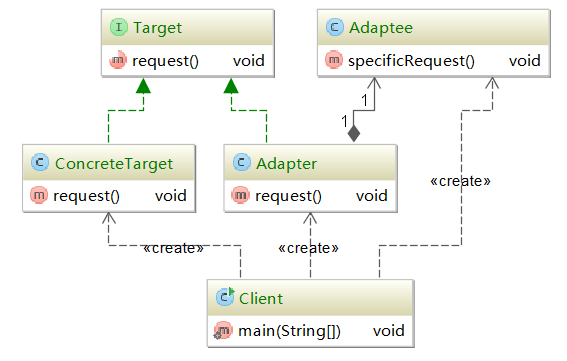 Target
request() void
Adaptee
specificRequest() void
1
1
ConcreteTarget
request() void
Adapter
request() void
«create»
«create»
«create»
Client
main(String[]) void